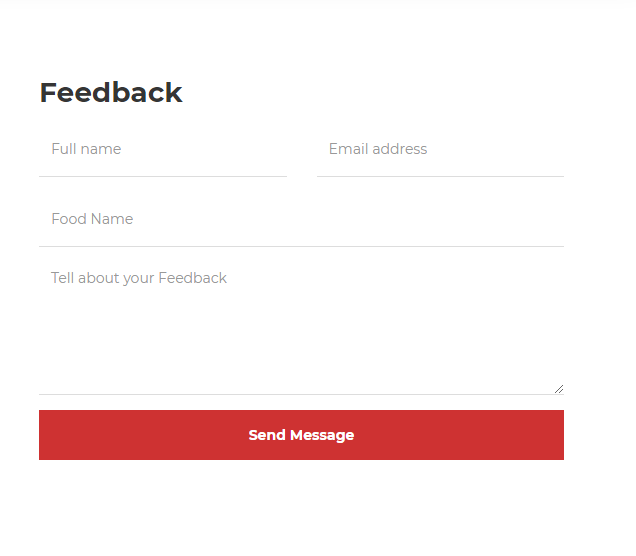 Feedback
Full name
Email address
Food Name
Tell about your Feedback
Send Message